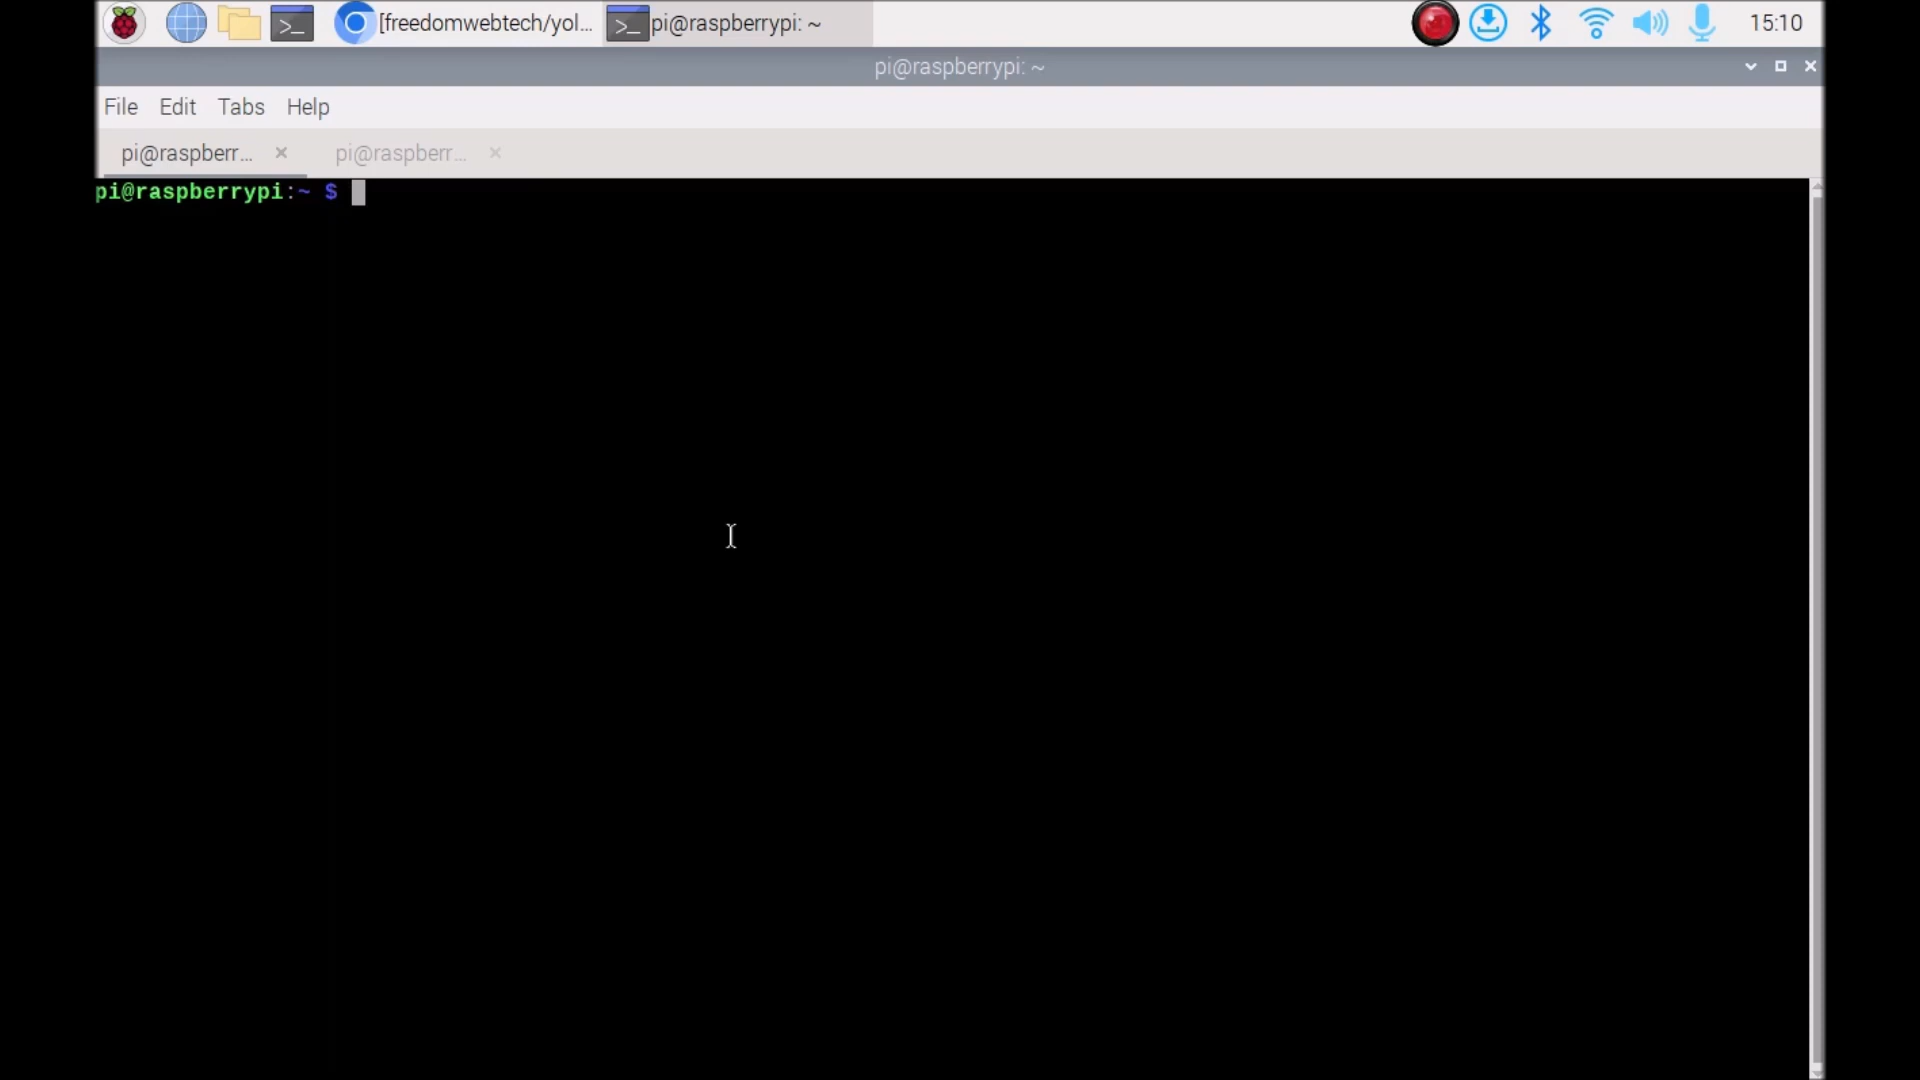 [freedomwebtech/yol... pi@raspberrypi: ~ 15:10
pi@raspberrypi: ~
File Edit Tabs Help
pi@raspberr... pi@raspberr...
pi@raspberrypi:~ $